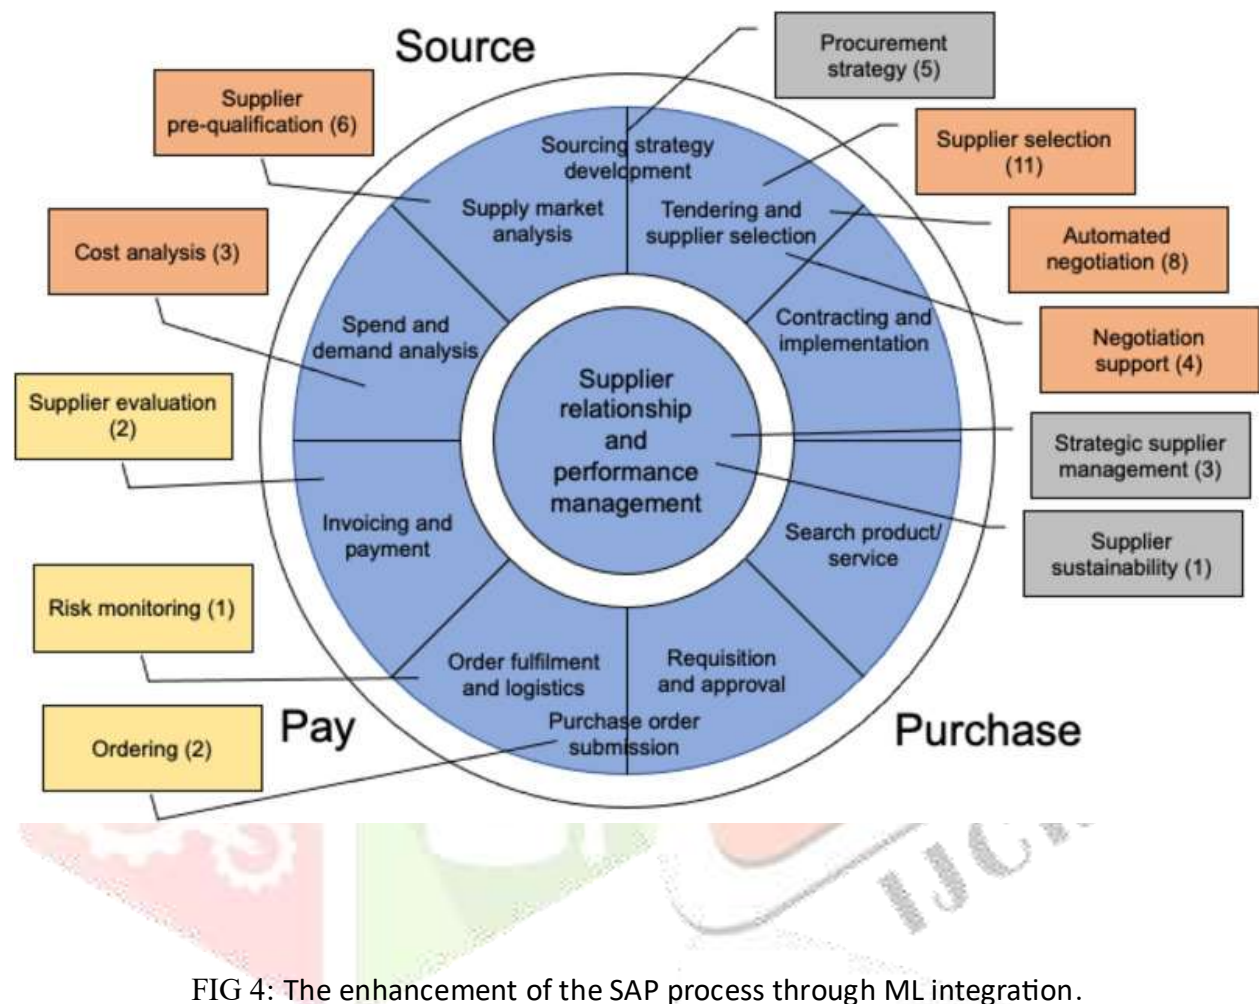 Source
Procurement
strategy (5)
Supplier
pre-qualification (6)
Supplier selection
(11)
Sourcing strategy
development
Supply market
analysis
Tendering and
supplier selection
Automated
negotiation (8)
Cost analysis (3)
Spend and
demand analysis
Contracting and
implementation
Negotiation
support (4)
Supplier evaluation
(2)
Supplier
relationship
and
performance
management
Strategic supplier
management (3)
Invoicing and
payment
Search product/
service
Supplier
sustainability (1)
Risk monitoring (1)
Order fulfilment
and logistics
Requisition
and approval
Ordering (2)
Pay
Purchase order
submission
Purchase
FIG 4: The enhancement of the SAP process through ML integration.